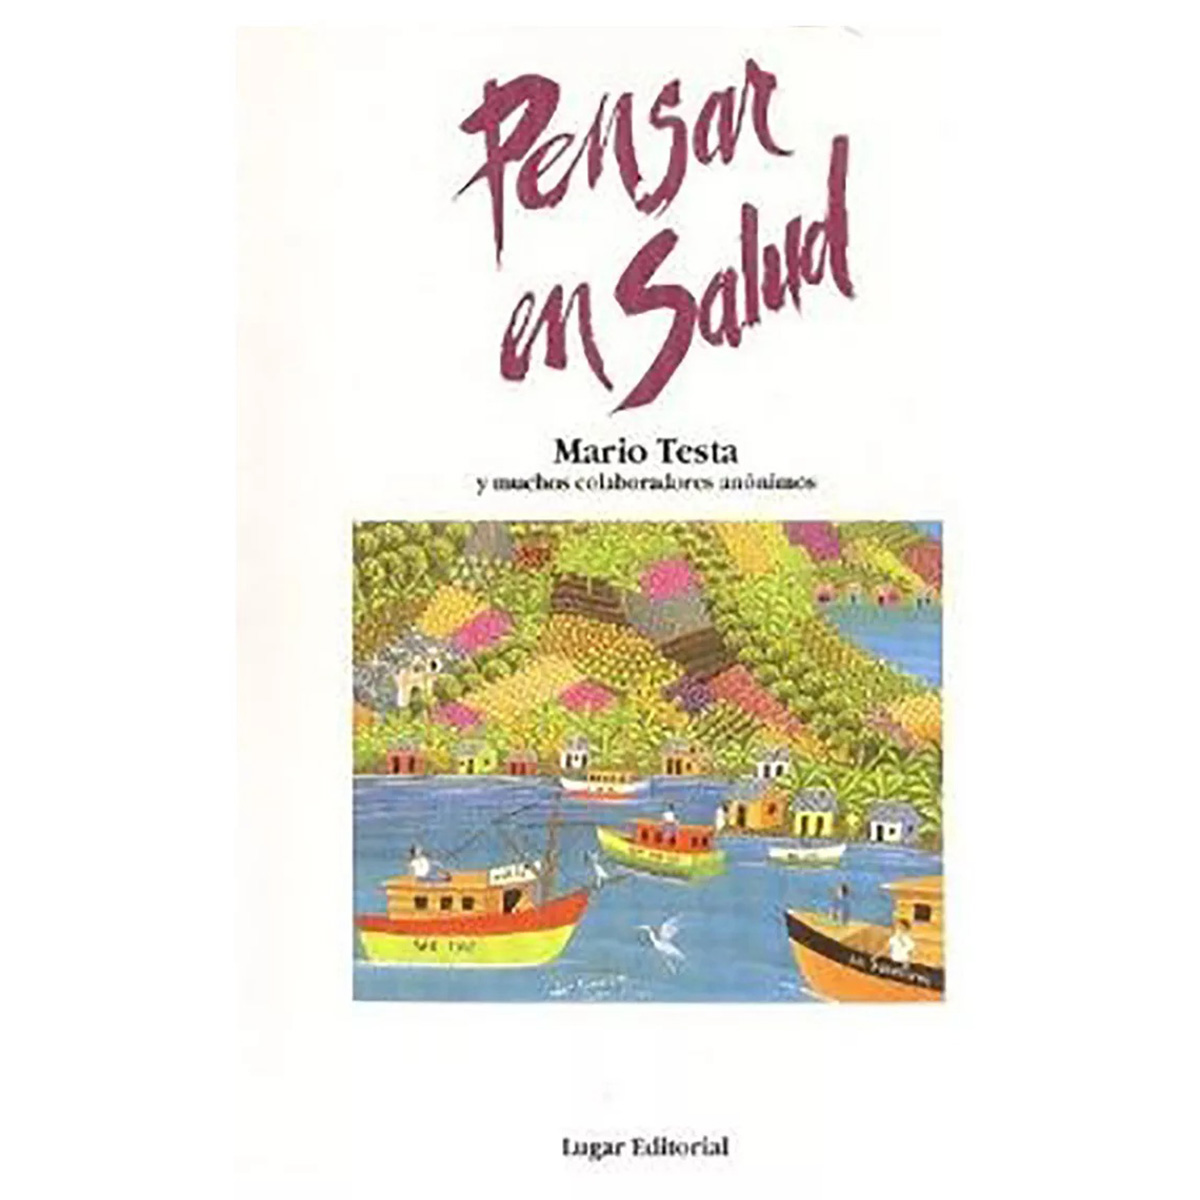 Pensar
en Salud
Mario Testa
y muchos colaboradores anónimos
Lugar Editorial